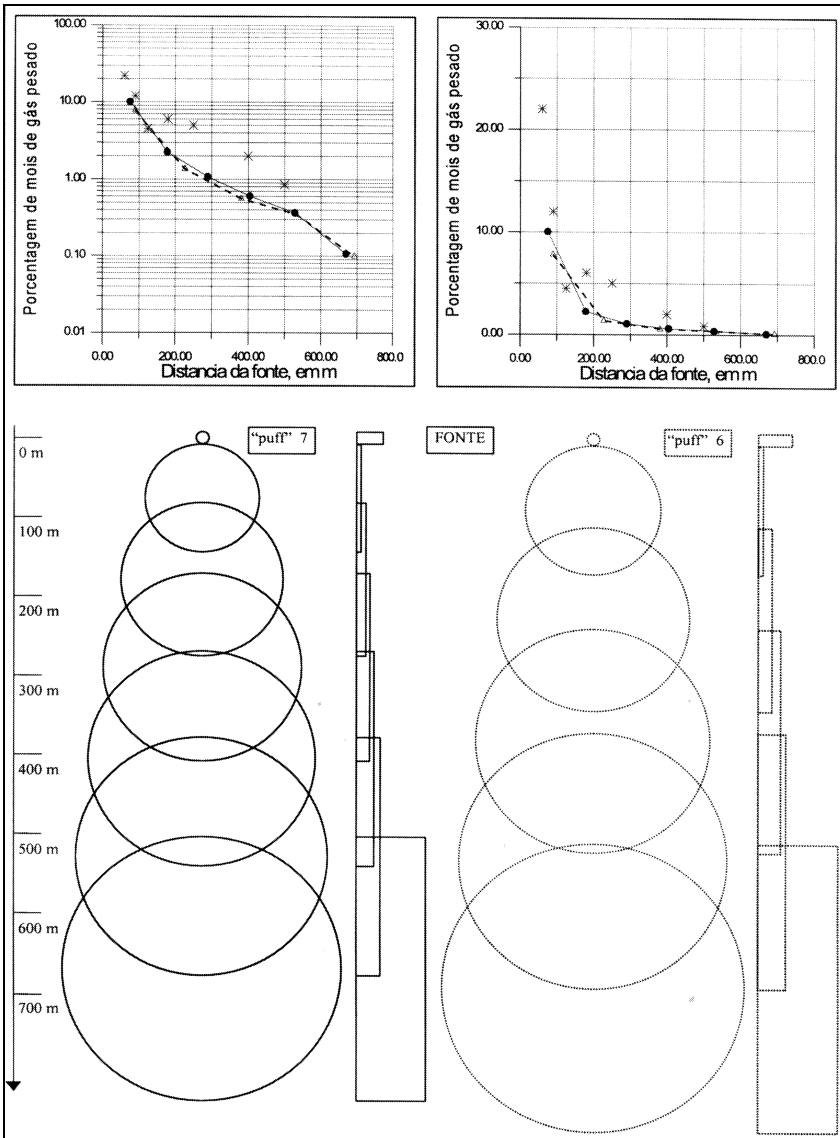 Porcentagem de mois de gás pesado
100.00
10.00
1.00
0.10
0.01
0.00 200.00 400.00 600.00 800.0
Distancia da fonte, em m
Porcentagem de mois de gás pesado
30.00
20.00
10.00
0.00
0.00 200.00 400.00 600.00 800.0
Distancia da fonte, em m
"puff" 7
FONTE
"puff" 6
0 m
100 m
200 m
300 m
400 m
500 m
600 m
700 m